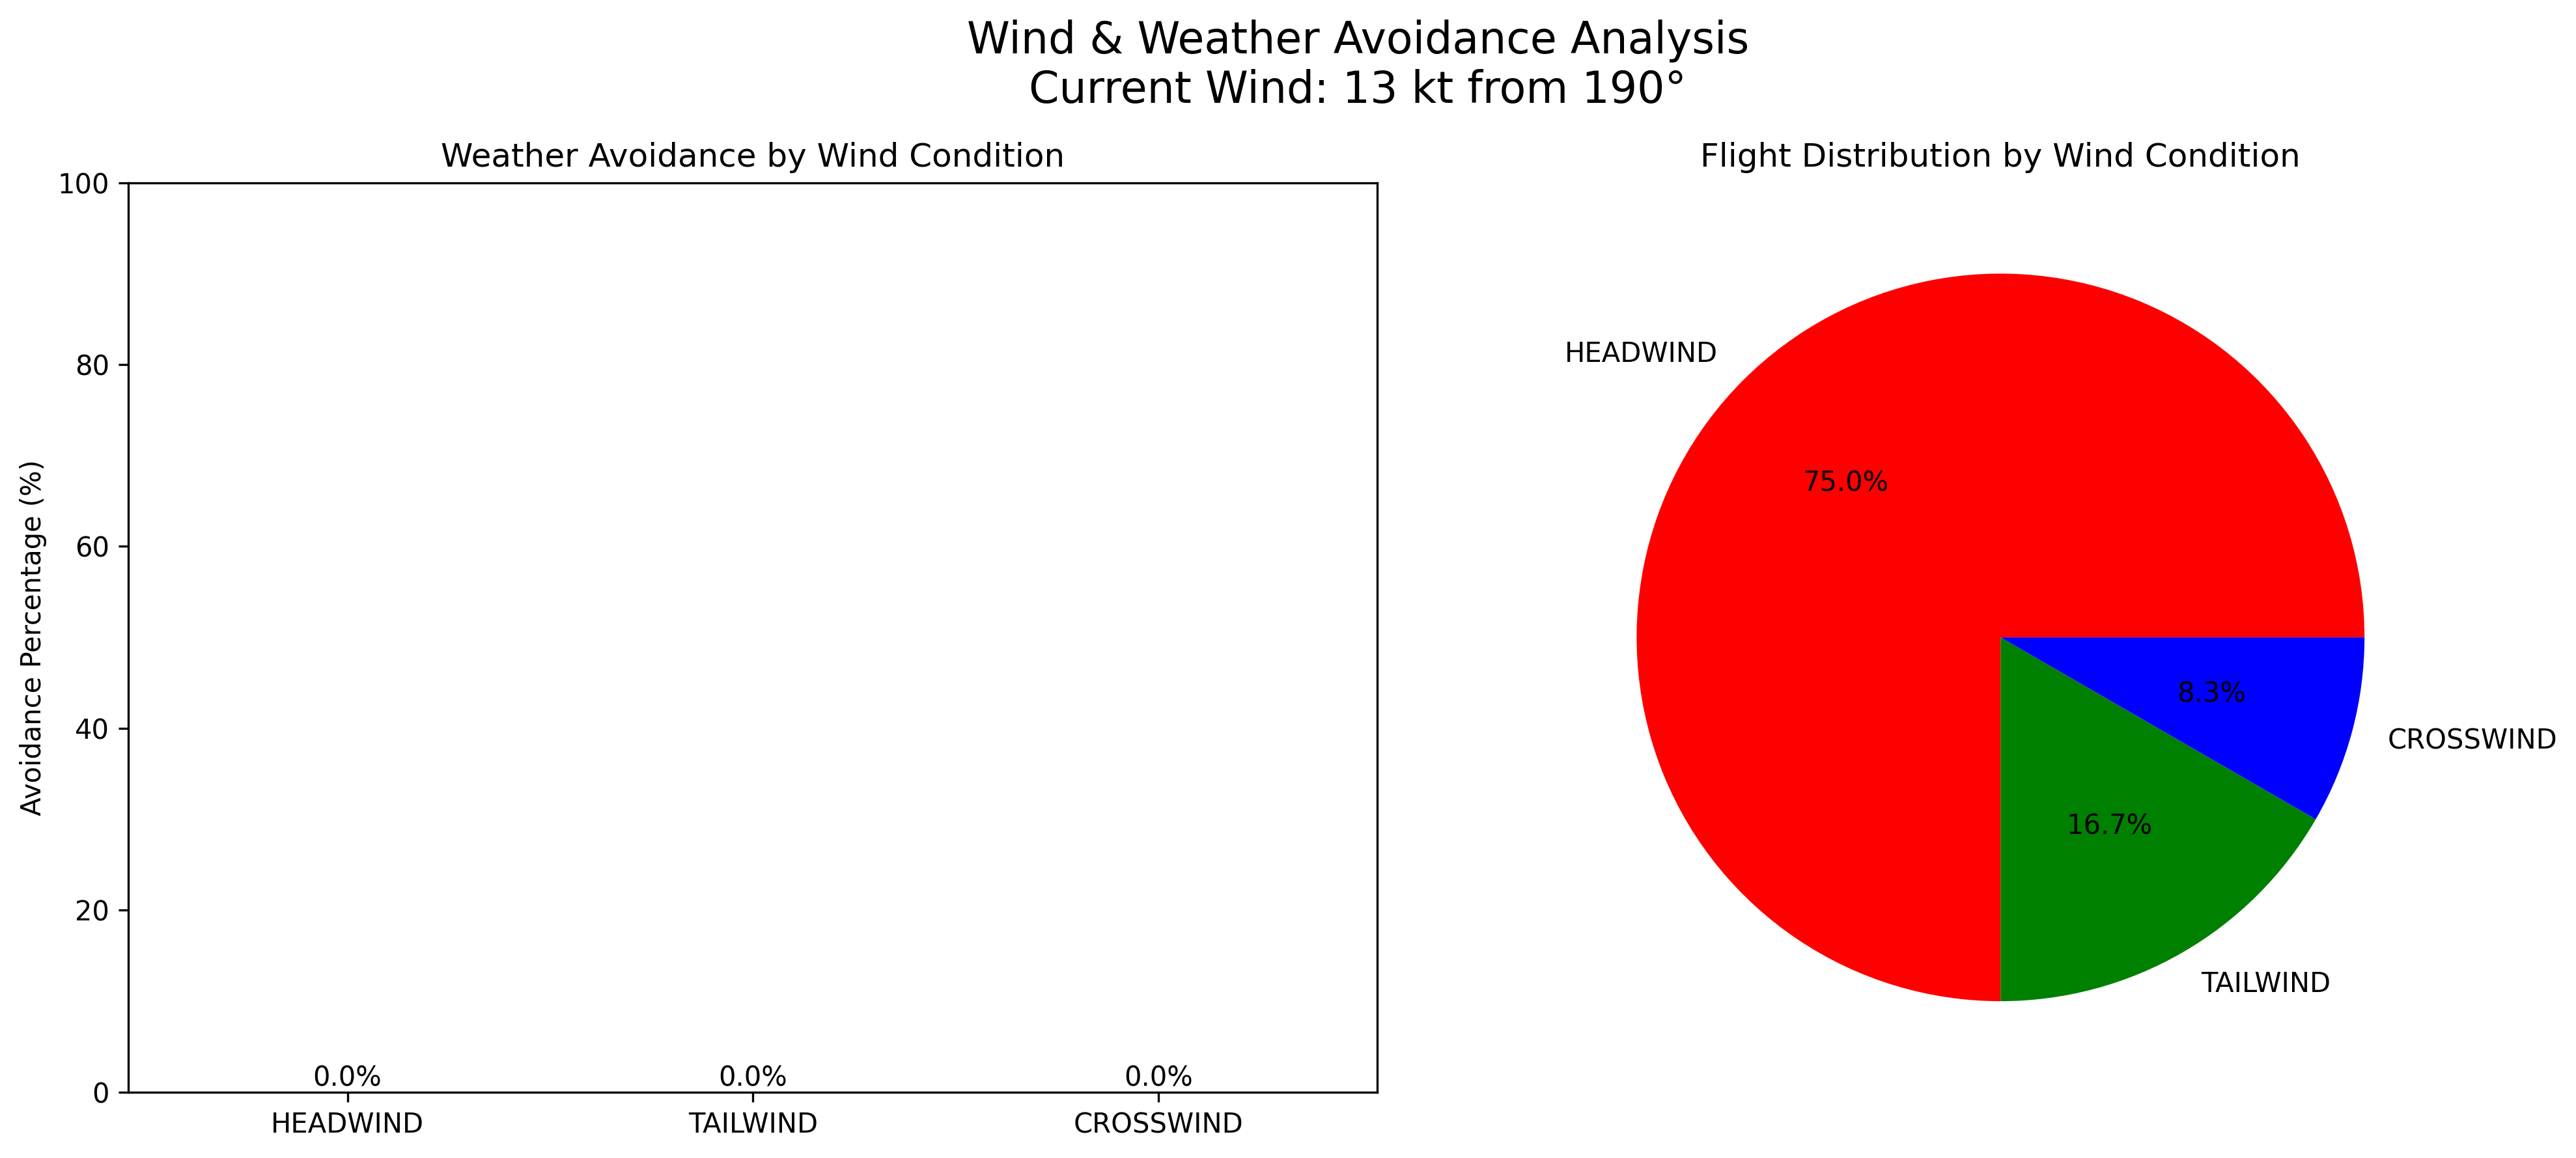 Wind & Weather Avoidance Analysis
Current Wind: 13 kt from 190°
Weather Avoidance by Wind Condition
100
80
60
40
20
0
Avoidance Percentage (%)
0.0%
0.0%
0.0%
HEADWIND
TAILWIND
CROSSWIND
Flight Distribution by Wind Condition
HEADWIND
75.0%
8.3%
CROSSWIND
16.7%
TAILWIND